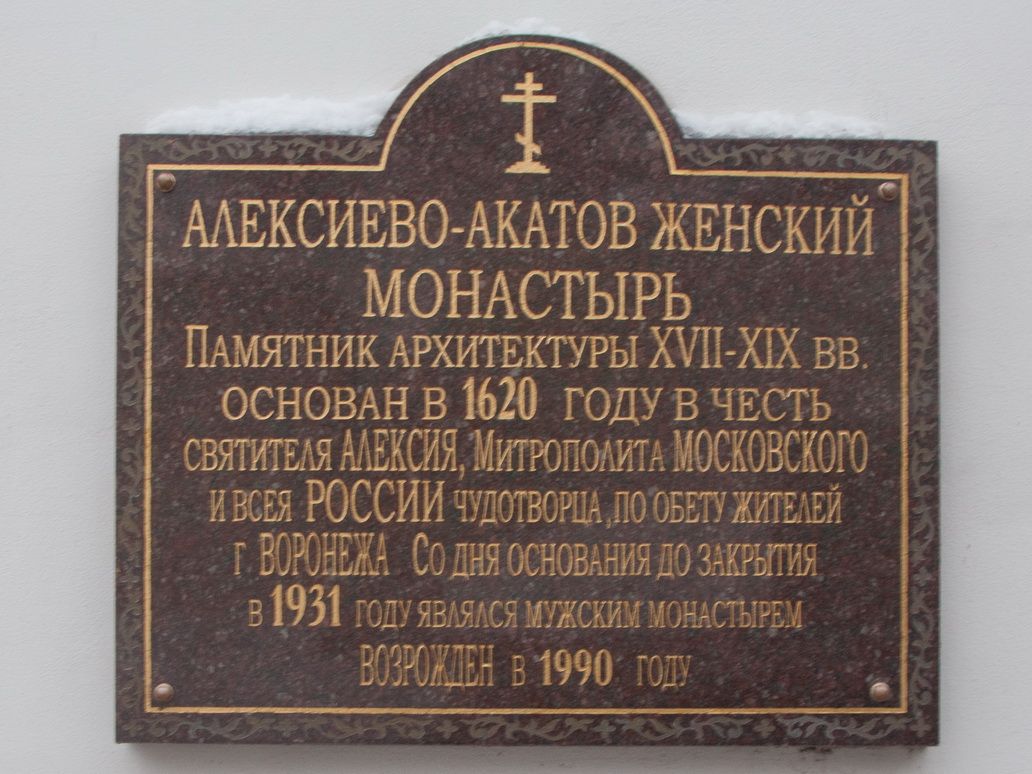 АЛЕКСИЕВО-АКАТОВ ЖЕНСКИЙ
МОНАСТЫРЬ
ПАМЯТНИК АРХИТЕКТУРЫ XVII-XIX ВВ.
ОСНОВАН В 1620 ГОДУ В ЧЕСТЬ
СВЯТИТЕЛЯ АЛЕКСИЯ, МИТРОПОЛИТА МОСКОВСКОГО
И ВСЕЯ РОССИИ ЧУДОТВОРЦА, ПО ОБЕТУ ЖИТЕЛЕЙ
г ВОРОНЕЖА СО ДНЯ ОСНОВАНИЯ ДО ЗАКРЫТИЯ
В 1931 ГОДУ ЯВЛЯЛСЯ МУЖСКИМ МОНАСТЫРЕМ
ВОЗРОЖДЕН В 1990 ГОДУ